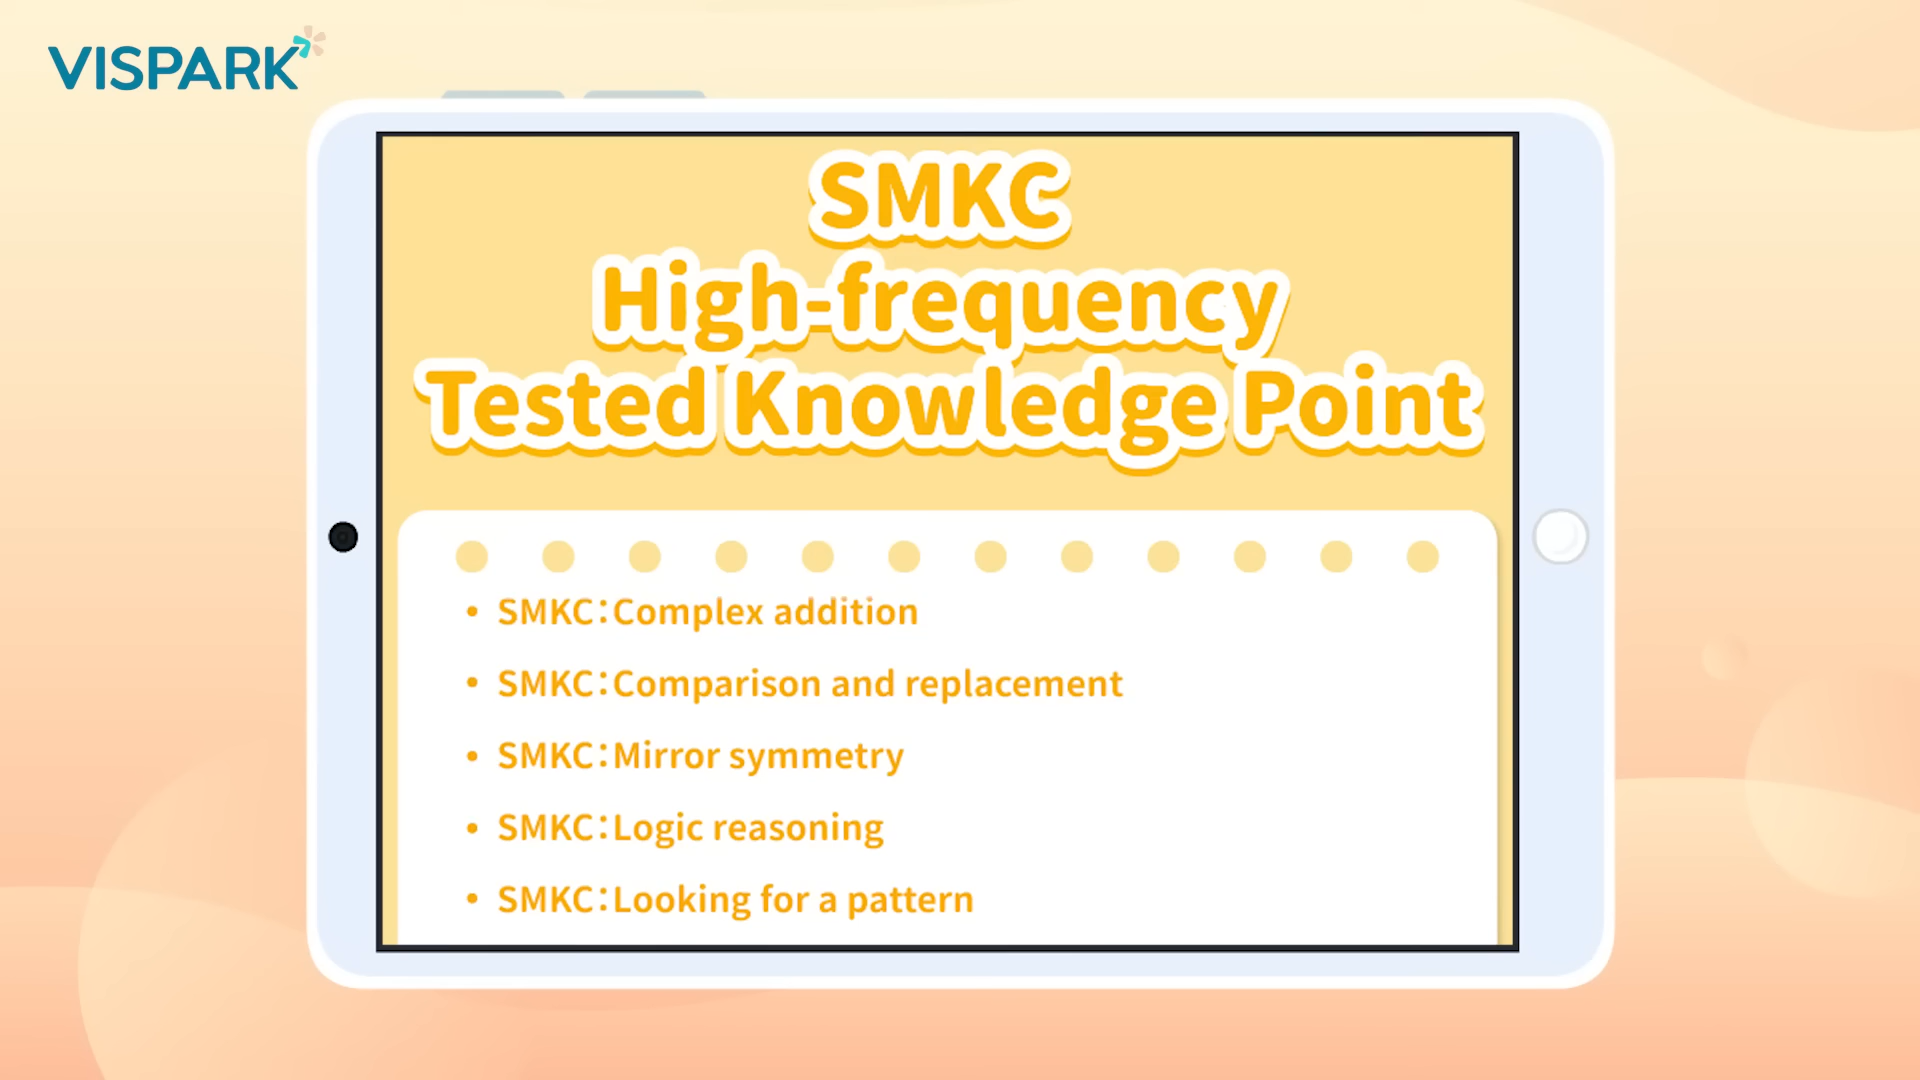 VISPARK
SMKC
High-frequency
Tested Knowledge Point
• SMKC：Complex addition
• SMKC：Comparison and replacement
• SMKC：Mirror symmetry
• SMKC：Logic reasoning
• SMKC：Looking for a pattern